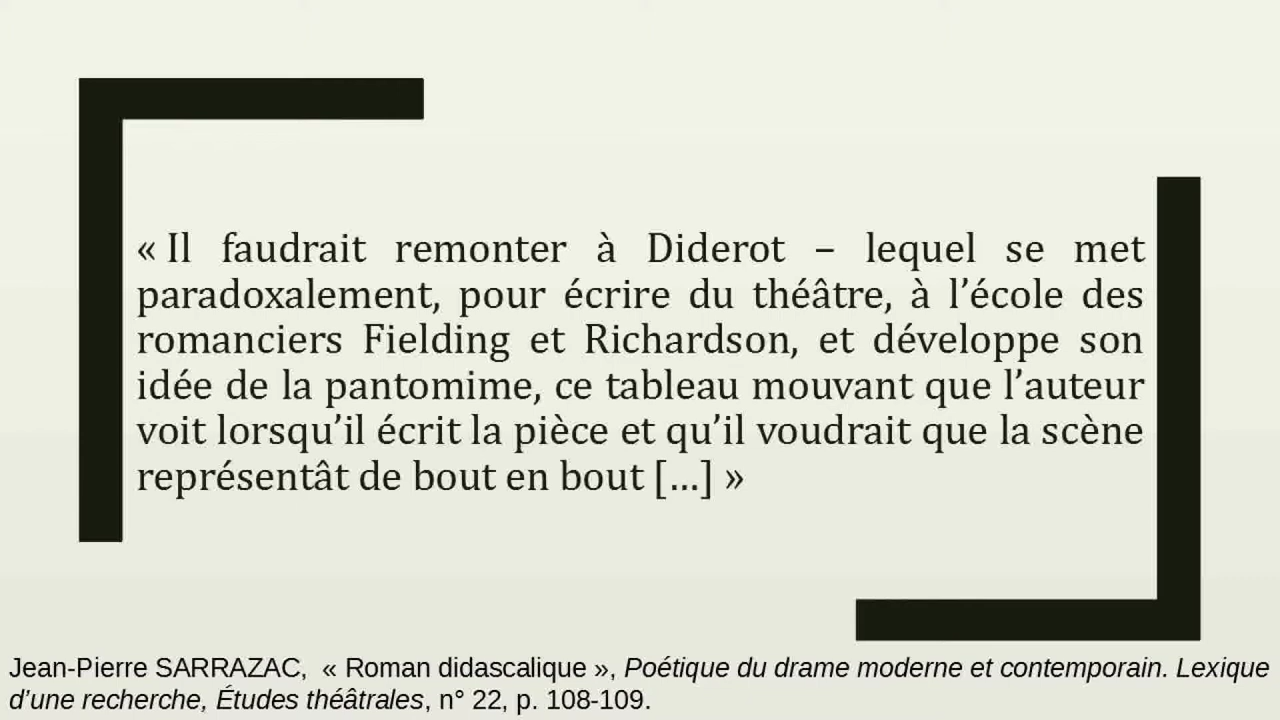 « Il faudrait remonter à Diderot – lequel se met
paradoxalement, pour écrire du théâtre, à l’école des
romanciers Fielding et Richardson, et développe son
idée de la pantomime, ce tableau mouvant que l’auteur
voit lorsqu’il écrit la pièce et qu’il voudrait que la scène
représentât de bout en bout […] »
Jean-Pierre SARRAZAC, « Roman didascalique », Poétique du drame moderne et contemporain. Lexique
d’une recherche, Études théâtrales, n° 22, p. 108-109.